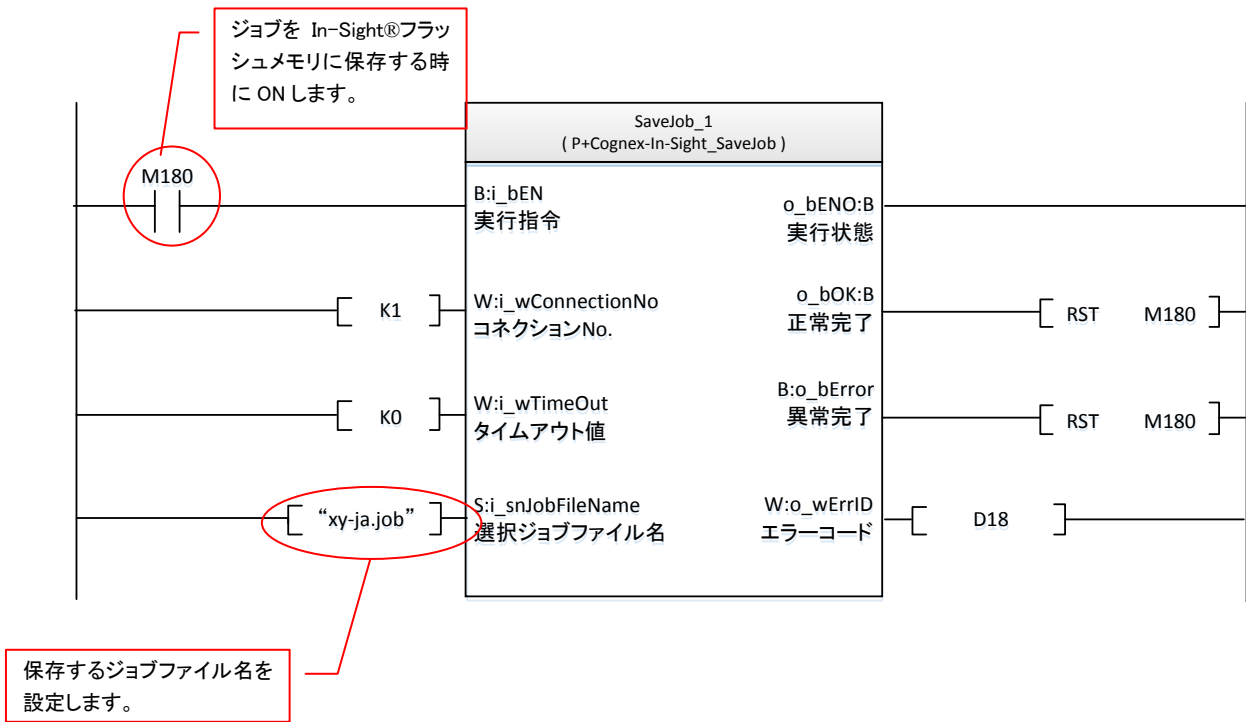 ジョブを In-Sight®フラッ
シュメモリに保存する時
に ON します。
SaveJob_1
( P+Cognex-In-Sight_SaveJob )
M180
B:i_bEN
実行指令
o_bENO:B
実行状態
K1
W:i_wConnectionNo
コネクションNo.
o_bOK:B
正常完了
RST M180
K0
W:i_wTimeOut
タイムアウト値
B:o_bError
異常完了
RST M180
“xy-ja.job”
S:i_snJobFileName
選択ジョブファイル名
W:o_wErrID
エラーコード
D18
保存するジョブファイル名を
設定します。